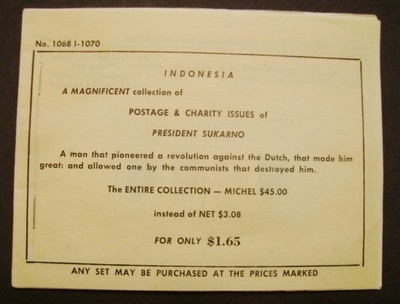 No. 1068 I-1070
INDONESIA
A MAGNIFICENT collection of
POSTAGE & CHARITY ISSUES of
PRESIDENT SUKARNO
A man that pioneered a revolution against the Dutch, that made him
great: and allowed one by the communists that destroyed him.
The ENTIRE COLLECTION — MICHEL $45.00
instead of NET $3.08
FOR ONLY $1.65
ANY SET MAY BE PURCHASED AT THE PRICES MARKED